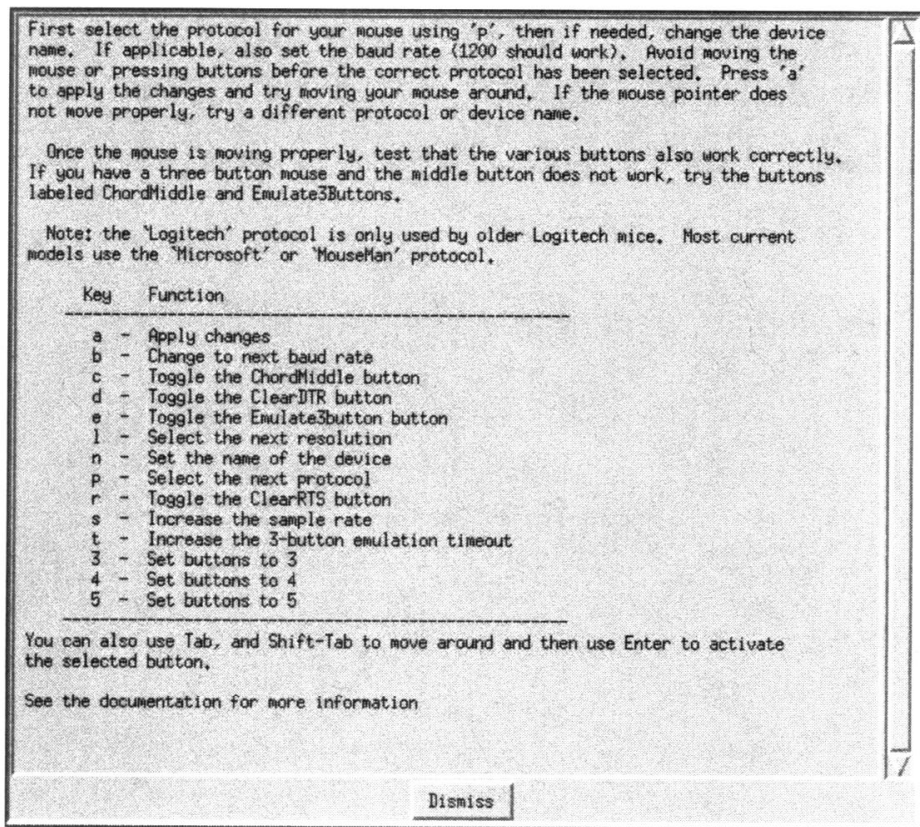 First select the protocol for your mouse using 'p', then if needed, change the device
name.  If applicable, also set the baud rate (1200 should work).  Avoid moving the
mouse or pressing buttons before the correct protocol has been selected.  Press 'a'
to apply the changes and try moving your mouse around.  If the mouse pointer does
not move properly, try a different protocol or device name.

Once the mouse is moving properly, test that the various buttons also work correctly.
If you have a three button mouse and the middle button does not work, try the buttons
labeled ChordMiddle and Emulate3Buttons.

Note: the `Logitech' protocol is only used by older Logitech mice.  Most current
models use the `Microsoft' or `MouseMan' protocol.

Key    Function
a  -  Apply changes
b  -  Change to next baud rate
c  -  Toggle the ChordMiddle button
d  -  Toggle the ClearDTR button
e  -  Toggle the Emulate3button button
l  -  Select the next resolution
n  -  Set the name of the device
p  -  Select the next protocol
r  -  Toggle the ClearRTS button
s  -  Increase the sample rate
t  -  Increase the 3-button emulation timeout
3  -  Set buttons to 3
4  -  Set buttons to 4
5  -  Set buttons to 5
You can also use Tab, and Shift-Tab to move around and then use Enter to activate
the selected button.

See the documentation for more information

Dismiss